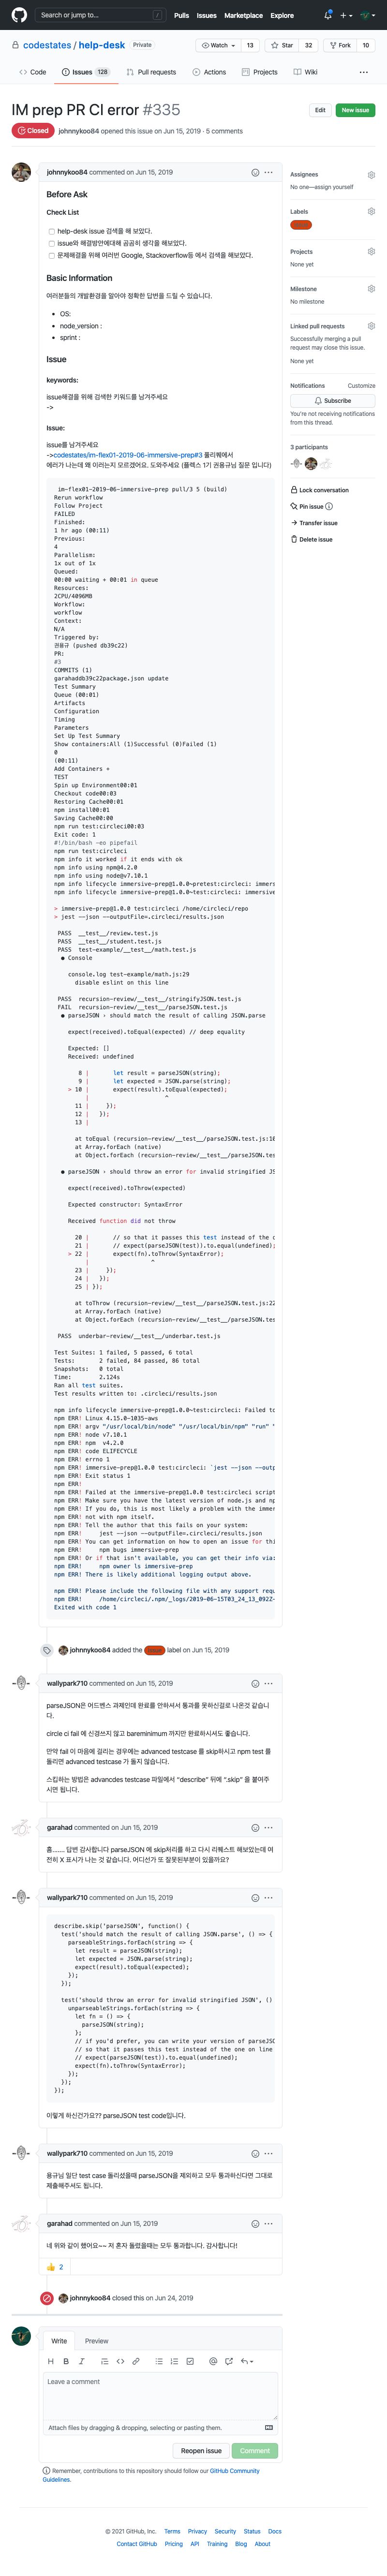 Search or jump to...
/
Pulls Issues Marketplace Explore
codestates / help-desk Private
Watch 13 Star 32 Fork 10
Code Issues 128 Pull requests Actions Projects Wiki
IM prep PR CI error #335
Edit New issue
Closed johnnykoo84 opened this issue on Jun 15, 2019 · 5 comments
johnnykoo84 commented on Jun 15, 2019
Before Ask
Check List
help-desk issue 검색을 해 보았다.
issue와 해결방안에대해 곰곰히 생각을 해보았다.
문제해결을 위해 여러번 Google, Stackoverflow등 에서 검색을 해보았다.
Basic Information
여러분들의 개발환경을 알아야 정확한 답변을 드릴 수 있습니다.
OS:
node_version :
sprint :
Issue
keywords:
issue해결을 위해 검색한 키워드를 남겨주세요
->
Issue:
issue를 남겨주세요
->codestates/im-flex01-2019-06-immersive-prep#3 풀리퀘에서
에러가 나는데 왜 이러는지 모르겠어요. 도와주세요 (플렉스 1기 권용규님 질문 입니다)
im-flex01-2019-06-immersive-prep pull/3 5 (build)
Rerun workflow
Follow Project
FAILED
Finished:
1 hr ago (00:11)
Previous:
4
Parallelism:
1x out of 1x
Queued:
00:00 waiting + 00:01 in queue
Resources:
2CPU/4096MB
Workflow:
workflow
Context:
N/A
Triggered by:
권용규 (pushed db39c22)
PR:
#3
COMMITS (1)
garahaddb39c22package.json update
Test Summary
Queue (00:01)
Artifacts
Configuration
Timing
Parameters
Set Up Test Summary
Show containers:All (1)Successful (0)Failed (1)
0
(00:11)
Add Containers +
TEST
Spin up Environment00:01
Checkout code00:03
Restoring Cache00:01
npm install00:01
Saving Cache00:00
npm run test:circleci00:03
Exit code: 1
#!/bin/bash -eo pipefail
npm run test:circleci
npm info it worked if it ends with ok
npm info using npm@4.2.0
npm info using node@v7.10.1
npm info lifecycle immersive-prep@1.0.0~pretest:circleci: immers
npm info lifecycle immersive-prep@1.0.0~test:circleci: immersive
> immersive-prep@1.0.0 test:circleci /home/circleci/repo
> jest --json --outputFile=.circleci/results.json
PASS __test__/review.test.js
PASS __test__/student.test.js
PASS test-example/__test__/math.test.js
● Console
console.log test-example/math.js:29
disable eslint on this line
PASS recursion-review/__test__/stringifyJSON.test.js
FAIL recursion-review/__test__/parseJSON.test.js
● parseJSON › should match the result of calling JSON.parse
expect(received).toEqual(expected) // deep equality
Expected: []
Received: undefined
8 | let result = parseJSON(string);
9 | let expected = JSON.parse(string);
> 10 | expect(result).toEqual(expected);
| ^
11 | });
12 | });
13 |
at toEqual (recursion-review/__test__/parseJSON.test.js:10
at Array.forEach (native)
at Object.forEach (recursion-review/__test__/parseJSON.tes
● parseJSON › should throw an error for invalid stringified JS
expect(received).toThrow(expected)
Expected constructor: SyntaxError
Received function did not throw
20 | // so that it passes this test instead of the o
21 | // expect(parseJSON(test)).to.equal(undefined);
> 22 | expect(fn).toThrow(SyntaxError);
| ^
23 | });
24 | });
25 | });
at toThrow (recursion-review/__test__/parseJSON.test.js:22
at Array.forEach (native)
at Object.forEach (recursion-review/__test__/parseJSON.tes
PASS underbar-review/__test__/underbar.test.js
Test Suites: 1 failed, 5 passed, 6 total
Tests: 2 failed, 84 passed, 86 total
Snapshots: 0 total
Time: 2.124s
Ran all test suites.
Test results written to: .circleci/results.json
npm info lifecycle immersive-prep@1.0.0~test:circleci: Failed to
npm ERR! Linux 4.15.0-1035-aws
npm ERR! argv "/usr/local/bin/node" "/usr/local/bin/npm" "run" "
npm ERR! node v7.10.1
npm ERR! npm v4.2.0
npm ERR! code ELIFECYCLE
npm ERR! errno 1
npm ERR! immersive-prep@1.0.0 test:circleci: `jest --json --outp
npm ERR! Exit status 1
npm ERR!
npm ERR! Failed at the immersive-prep@1.0.0 test:circleci script
npm ERR! Make sure you have the latest version of node.js and np
npm ERR! If you do, this is most likely a problem with the immer
npm ERR! not with npm itself.
npm ERR! Tell the author that this fails on your system:
npm ERR! jest --json --outputFile=.circleci/results.json
npm ERR! You can get information on how to open an issue for thi
npm ERR! npm bugs immersive-prep
npm ERR! Or if that isn't available, you can get their info via:
npm ERR! npm owner ls immersive-prep
npm ERR! There is likely additional logging output above.
npm ERR! Please include the following file with any support requ
npm ERR! /home/circleci/.npm/_logs/2019-06-15T03_24_13_092Z-
Exited with code 1
johnnykoo84 added the label on Jun 15, 2019
wallypark710 commented on Jun 15, 2019
parseJSON은 어드벤스 과제인데 완료를 안하셔서 통과를 못하신걸로 나온것 같습니
다.
circle ci fail 에 신경쓰지 않고 bareminimum 까지만 완료하시셔도 좋습니다.
만약 fail 이 마음에 걸리는 경우에는 advanced testcase 를 skip하시고 npm test 를
돌리면 advanced testcase 가 돌지 않습니다.
스킵하는 방법은 advancdes testcase 파일에서 "describe" 뒤에 ".skip" 을 붙여주
시면 됩니다.
garahad commented on Jun 15, 2019
흠....... 답변 감사합니다 parseJSON 에 skip처리를 하고 다시 리퀘스트 해보았는데 여
전히 X 표시가 나는 것 같습니다. 어디선가 또 잘못된부분이 있을까요?
wallypark710 commented on Jun 15, 2019
describe.skip('parseJSON', function() {
test('should match the result of calling JSON.parse', () => {
parseableStrings.forEach(string => {
let result = parseJSON(string);
let expected = JSON.parse(string);
expect(result).toEqual(expected);
});
});
test('should throw an error for invalid stringified JSON', () =
unparseableStrings.forEach(string => {
let fn = () => {
parseJSON(string);
};
// if you'd prefer, you can write your version of parseJSO
// so that it passes this test instead of the one on line
// expect(parseJSON(test)).to.equal(undefined);
expect(fn).toThrow(SyntaxError);
});
});
});
이렇게 하신건가요?? parseJSON test code입니다.
wallypark710 commented on Jun 15, 2019
용규님 일단 test case 돌리셨을때 parseJSON을 제외하고 모두 통과하신다면 그대로
제출해주셔도 됩니다.
garahad commented on Jun 15, 2019
네 위와 같이 했어요~~ 저 혼자 돌렸을때는 모두 통과합니다. 감사합니다!
👍 2
johnnykoo84 closed this on Jun 24, 2019
Write Preview
Leave a comment
Attach files by dragging & dropping, selecting or pasting them.
Reopen issue Comment
Remember, contributions to this repository should follow our GitHub Community
Guidelines.
Assignees
No one—assign yourself
Labels
Projects
None yet
Milestone
No milestone
Linked pull requests
Successfully merging a pull
request may close this issue.
None yet
Notifications Customize
Subscribe
You're not receiving notifications
from this thread.
3 participants
Lock conversation
Pin issue
Transfer issue
Delete issue
© 2021 GitHub, Inc. Terms Privacy Security Status Docs
Contact GitHub Pricing API Training Blog About